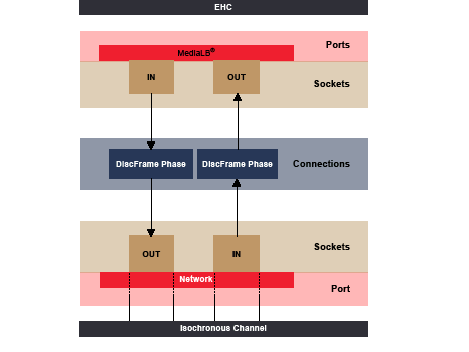 EHC
Ports
MediaLB®
IN
OUT
Sockets
DiscFrame Phase
DiscFrame Phase
Connections
OUT
IN
Sockets
Network
Port
Isochronous Channel